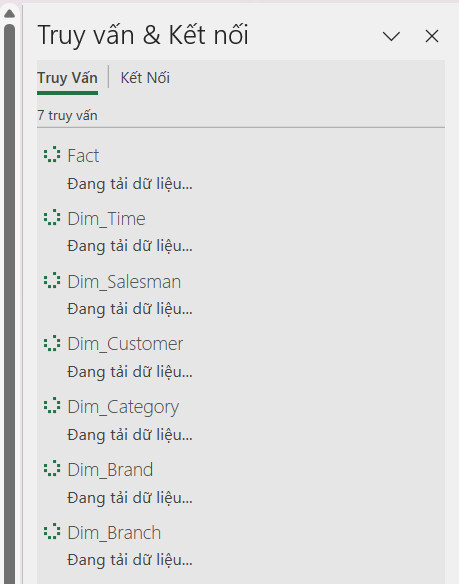 Truy vấn & Kết nối
Truy Vấn Kết Nối
7 truy vấn
Fact
Đang tải dữ liệu...
Dim_Time
Đang tải dữ liệu...
Dim_Salesman
Đang tải dữ liệu...
Dim_Customer
Đang tải dữ liệu...
Dim_Category
Đang tải dữ liệu...
Dim_Brand
Đang tải dữ liệu...
Dim_Branch
Đang tải dữ liệu...